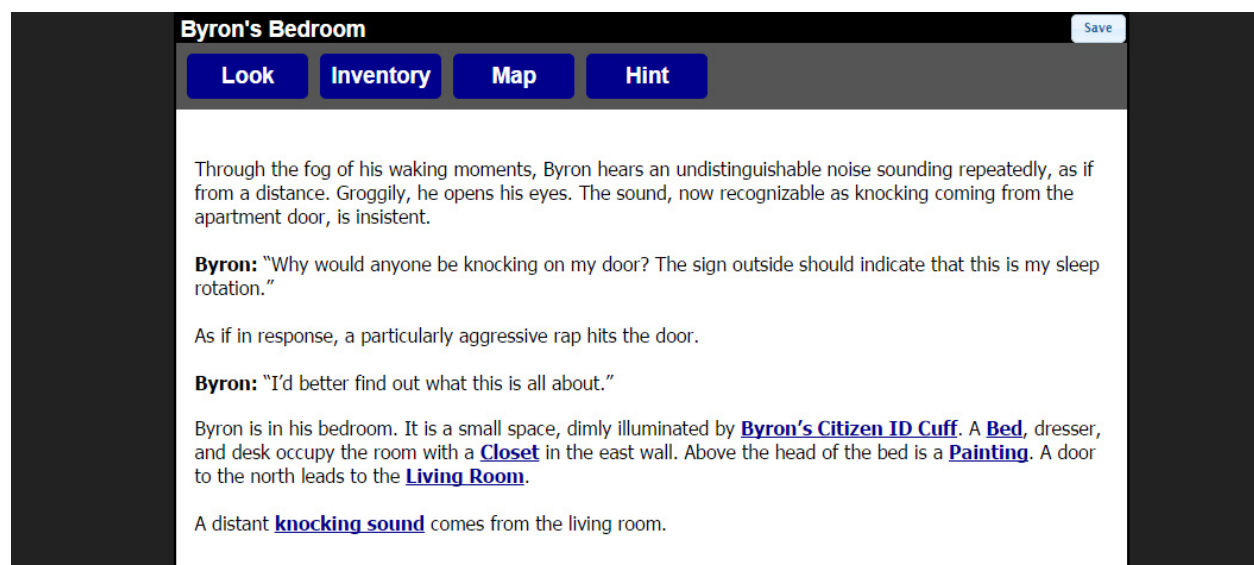 Byron's Bedroom
Save
Look Inventory Map Hint
Through the fog of his waking moments, Byron hears an undistinguishable noise sounding repeatedly, as if
from a distance. Groggily, he opens his eyes. The sound, now recognizable as knocking coming from the
apartment door, is insistent.
Byron: “Why would anyone be knocking on my door? The sign outside should indicate that this is my sleep
rotation.”
As if in response, a particularly aggressive rap hits the door.
Byron: “I’d better find out what this is all about.”
Byron is in his bedroom. It is a small space, dimly illuminated by Byron’s Citizen ID Cuff. A Bed, dresser,
and desk occupy the room with a Closet in the east wall. Above the head of the bed is a Painting. A door
to the north leads to the Living Room.
A distant knocking sound comes from the living room.